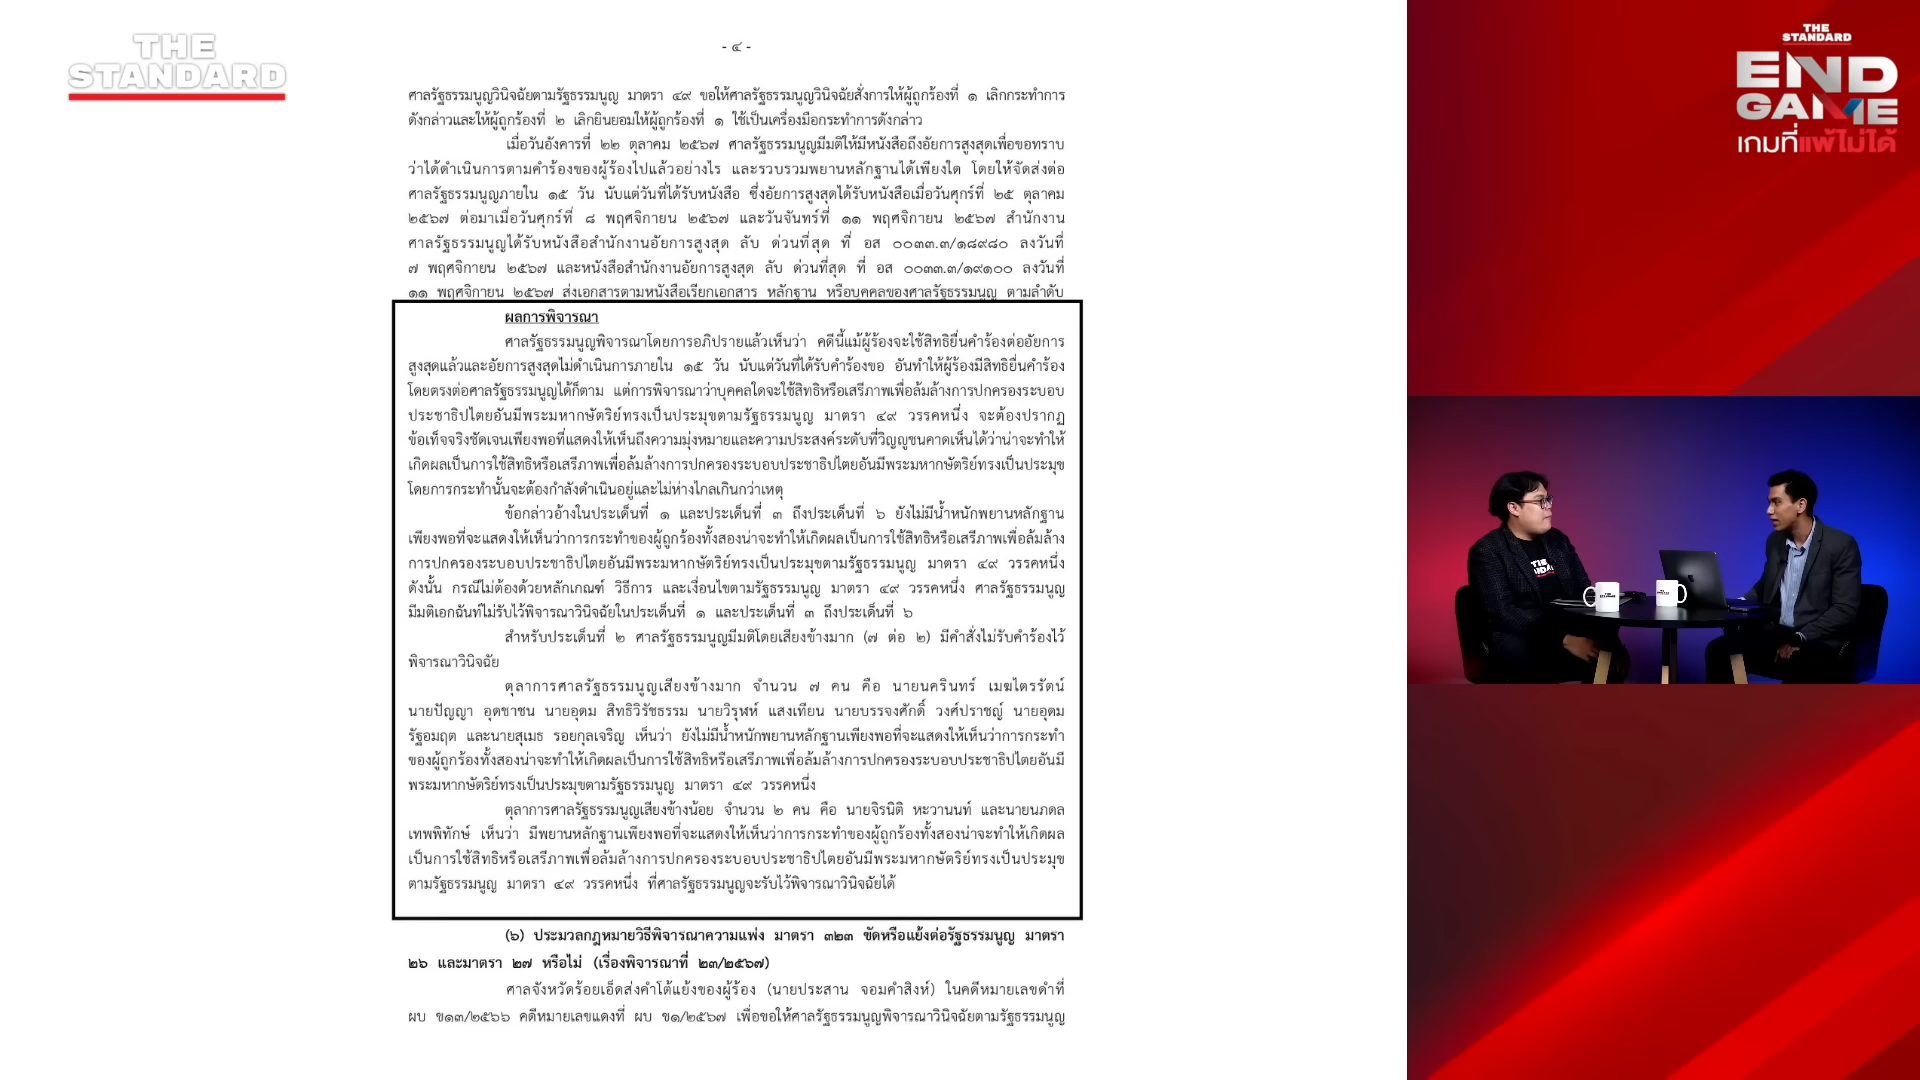 THE
STANDARD
- ๔ -
ศาลรัฐธรรมนูญวินิจฉัยตามรัฐธรรมนูญ มาตรา ๔๙ ขอให้ศาลรัฐธรรมนูญวินิจฉัยสั่งการให้ผู้ถูกร้องที่ ๑ เลิกกระทำการ
ดังกล่าวและให้ผู้ถูกร้องที่ ๒ เลิกยินยอมให้ผู้ถูกร้องที่ ๑ ใช้เป็นเครื่องมือกระทำการดังกล่าว
เมื่อวันอังคารที่ ๒๒ ตุลาคม ๒๕๖๗ ศาลรัฐธรรมนูญมีมติให้มีหนังสือถึงอัยการสูงสุดเพื่อขอทราบ
ว่าได้ดำเนินการตามคำร้องของผู้ร้องไปแล้วอย่างไร และรวบรวมพยานหลักฐานได้เพียงใด โดยให้จัดส่งต่อ
ศาลรัฐธรรมนูญภายใน ๑๕ วัน นับแต่วันที่ได้รับหนังสือ ซึ่งอัยการสูงสุดได้รับหนังสือเมื่อวันศุกร์ที่ ๒๕ ตุลาคม
๒๕๖๗ ต่อมาเมื่อวันศุกร์ที่ ๘ พฤศจิกายน ๒๕๖๗ และวันจันทร์ที่ ๑๑ พฤศจิกายน ๒๕๖๗ สำนักงาน
ศาลรัฐธรรมนูญได้รับหนังสือสำนักงานอัยการสูงสุด ลับ ด่วนที่สุด ที่ อส ๐๐๓๓.๓/๑๘๙๘๐ ลงวันที่
๗ พฤศจิกายน ๒๕๖๗ และหนังสือสำนักงานอัยการสูงสุด ลับ ด่วนที่สุด ที่ อส ๐๐๓๓.๓/๑๙๑๐๐ ลงวันที่
๑๑ พฤศจิกายน ๒๕๖๗ ส่งเอกสารตามหนังสือเรียกเอกสาร หลักฐาน หรือบุคคลของศาลรัฐธรรมนูญ ตามลำดับ
ผลการพิจารณา
ศาลรัฐธรรมนูญพิจารณาโดยการอภิปรายแล้วเห็นว่า คดีนี้แม้ผู้ร้องจะใช้สิทธิยื่นคำร้องต่ออัยการ
สูงสุดแล้วและอัยการสูงสุดไม่ดำเนินการภายใน ๑๕ วัน นับแต่วันที่ได้รับคำร้องขอ อันทำให้ผู้ร้องมีสิทธิยื่นคำร้อง
โดยตรงต่อศาลรัฐธรรมนูญได้ก็ตาม แต่การพิจารณาว่าบุคคลใดจะใช้สิทธิหรือเสรีภาพเพื่อล้มล้างการปกครองระบอบ
ประชาธิปไตยอันมีพระมหากษัตริย์ทรงเป็นประมุขตามรัฐธรรมนูญ มาตรา ๔๙ วรรคหนึ่ง จะต้องปรากฏ
ข้อเท็จจริงชัดเจนเพียงพอที่แสดงให้เห็นถึงความมุ่งหมายและความประสงค์ระดับที่วิญญูชนคาดเห็นได้ว่าน่าจะทำให้
เกิดผลเป็นการใช้สิทธิหรือเสรีภาพเพื่อล้มล้างการปกครองระบอบประชาธิปไตยอันมีพระมหากษัตริย์ทรงเป็นประมุข
โดยการกระทำนั้นจะต้องกำลังดำเนินอยู่และไม่ห่างไกลเกินกว่าเหตุ
ข้อกล่าวอ้างในประเด็นที่ ๑ และประเด็นที่ ๓ ถึงประเด็นที่ ๖ ยังไม่มีน้ำหนักพยานหลักฐาน
เพียงพอที่จะแสดงให้เห็นว่าการกระทำของผู้ถูกร้องทั้งสองน่าจะทำให้เกิดผลเป็นการใช้สิทธิหรือเสรีภาพเพื่อล้มล้าง
การปกครองระบอบประชาธิปไตยอันมีพระมหากษัตริย์ทรงเป็นประมุขตามรัฐธรรมนูญ มาตรา ๔๙ วรรคหนึ่ง
ดังนั้น กรณีไม่ต้องด้วยหลักเกณฑ์ วิธีการ และเงื่อนไขตามรัฐธรรมนูญ มาตรา ๔๙ วรรคหนึ่ง ศาลรัฐธรรมนูญ
มีมติเอกฉันท์ไม่รับไว้พิจารณาวินิจฉัยในประเด็นที่ ๑ และประเด็นที่ ๓ ถึงประเด็นที่ ๖
สำหรับประเด็นที่ ๒ ศาลรัฐธรรมนูญมีมติโดยเสียงข้างมาก (๗ ต่อ ๒) มีคำสั่งไม่รับคำร้องไว้
พิจารณาวินิจฉัย
ตุลาการศาลรัฐธรรมนูญเสียงข้างมาก จำนวน ๗ คน คือ นายนครินทร์ เมฆไตรรัตน์
นายปัญญา อุดชาชน นายอุดม สิทธิวิรัชธรรม นายวิรุฬห์ แสงเทียน นายบรรจงศักดิ์ วงศ์ปราชญ์ นายอุดม
รัฐอมฤต และนายสุเมธ รอยกุลเจริญ เห็นว่า ยังไม่มีน้ำหนักพยานหลักฐานเพียงพอที่จะแสดงให้เห็นว่าการกระทำ
ของผู้ถูกร้องทั้งสองน่าจะทำให้เกิดผลเป็นการใช้สิทธิหรือเสรีภาพเพื่อล้มล้างการปกครองระบอบประชาธิปไตยอันมี
พระมหากษัตริย์ทรงเป็นประมุขตามรัฐธรรมนูญ มาตรา ๔๙ วรรคหนึ่ง
ตุลาการศาลรัฐธรรมนูญเสียงข้างน้อย จำนวน ๒ คน คือ นายจิรนิติ หะวานนท์ และนายนภดล
เทพพิทักษ์ เห็นว่า มีพยานหลักฐานเพียงพอที่จะแสดงให้เห็นว่าการกระทำของผู้ถูกร้องทั้งสองน่าจะทำให้เกิดผล
เป็นการใช้สิทธิหรือเสรีภาพเพื่อล้มล้างการปกครองระบอบประชาธิปไตยอันมีพระมหากษัตริย์ทรงเป็นประมุข
ตามรัฐธรรมนูญ มาตรา ๔๙ วรรคหนึ่ง ที่ศาลรัฐธรรมนูญจะรับไว้พิจารณาวินิจฉัยได้
(๖) ประมวลกฎหมายวิธีพิจารณาความแพ่ง มาตรา ๓๒๓ ขัดหรือแย้งต่อรัฐธรรมนูญ มาตรา
๒๖ และมาตรา ๒๗ หรือไม่ (เรื่องพิจารณาที่ ๒๓/๒๕๖๗)
ศาลจังหวัดร้อยเอ็ดส่งคำโต้แย้งของผู้ร้อง (นายประสาน จอมคำสิงห์) ในคดีหมายเลขดำที่
ผบ ข๑๓/๒๕๖๖ คดีหมายเลขแดงที่ ผบ ข๑/๒๕๖๗ เพื่อขอให้ศาลรัฐธรรมนูญพิจารณาวินิจฉัยตามรัฐธรรมนูญ
THE
STANDARD
END
GAME
เกมที่แพ้ไม่ได้